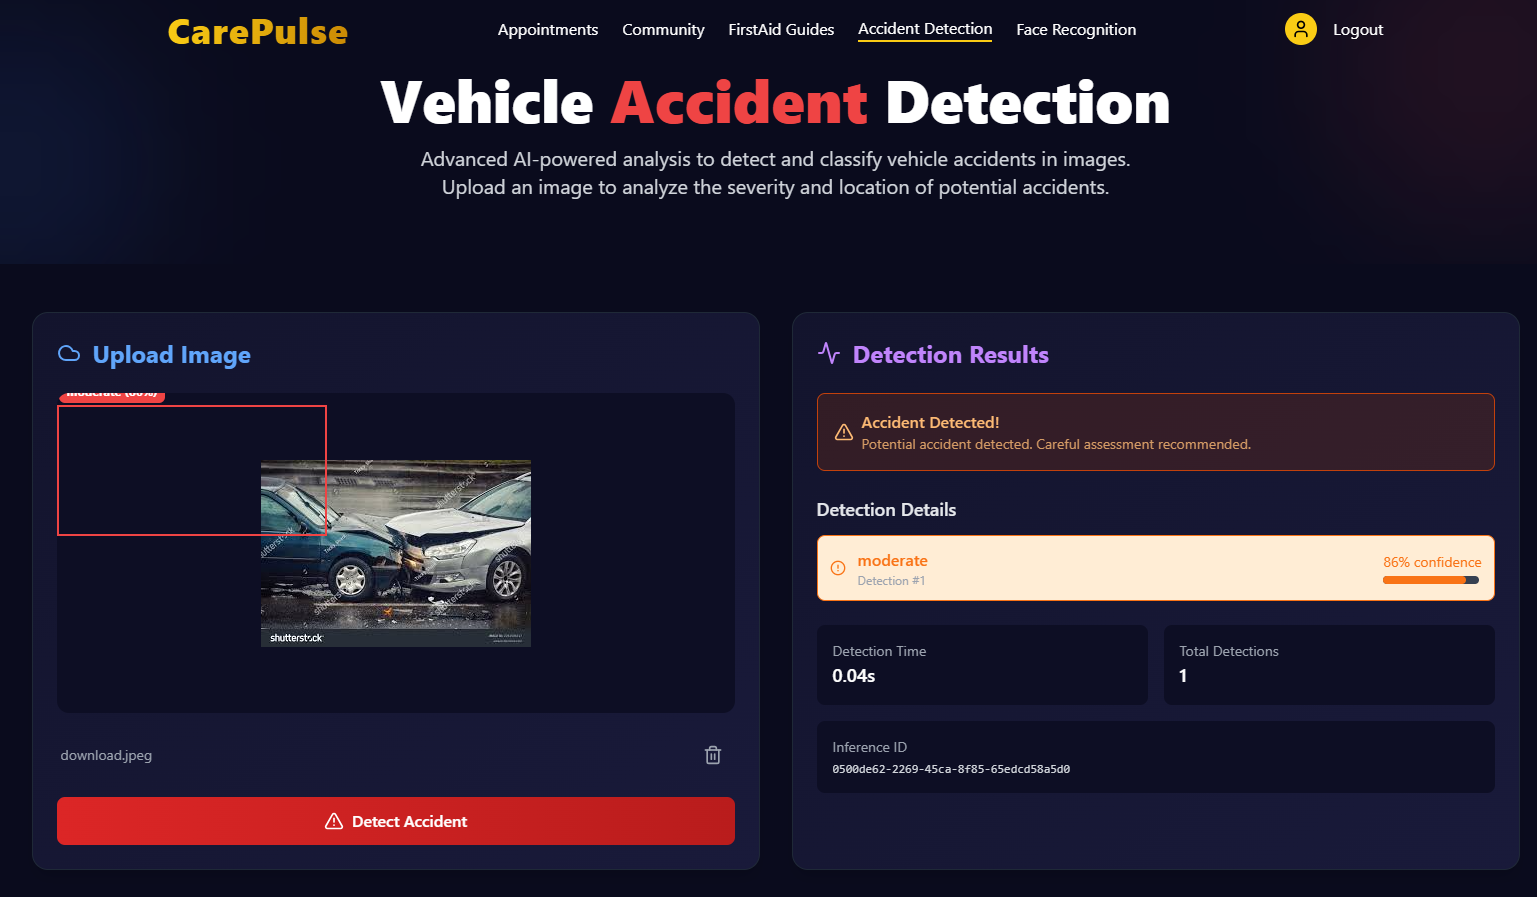 CarePulse
Appointments
Community
FirstAid Guides
Accident Detection
Face Recognition
Logout
Vehicle Accident Detection
Advanced AI-powered analysis to detect and classify vehicle accidents in images.
Upload an image to analyze the severity and location of potential accidents.
Upload Image
moderate (86%)
shutterstock
shutterstock
shutterstock
shutterstock
shutterstock
download.jpeg
Detect Accident
Detection Results
Accident Detected!
Potential accident detected. Careful assessment recommended.
Detection Details
moderate
86% confidence
Detection #1
Detection Time
0.04s
Total Detections
1
Inference ID
0500de62-2269-45ca-8f85-65edcd58a5d0